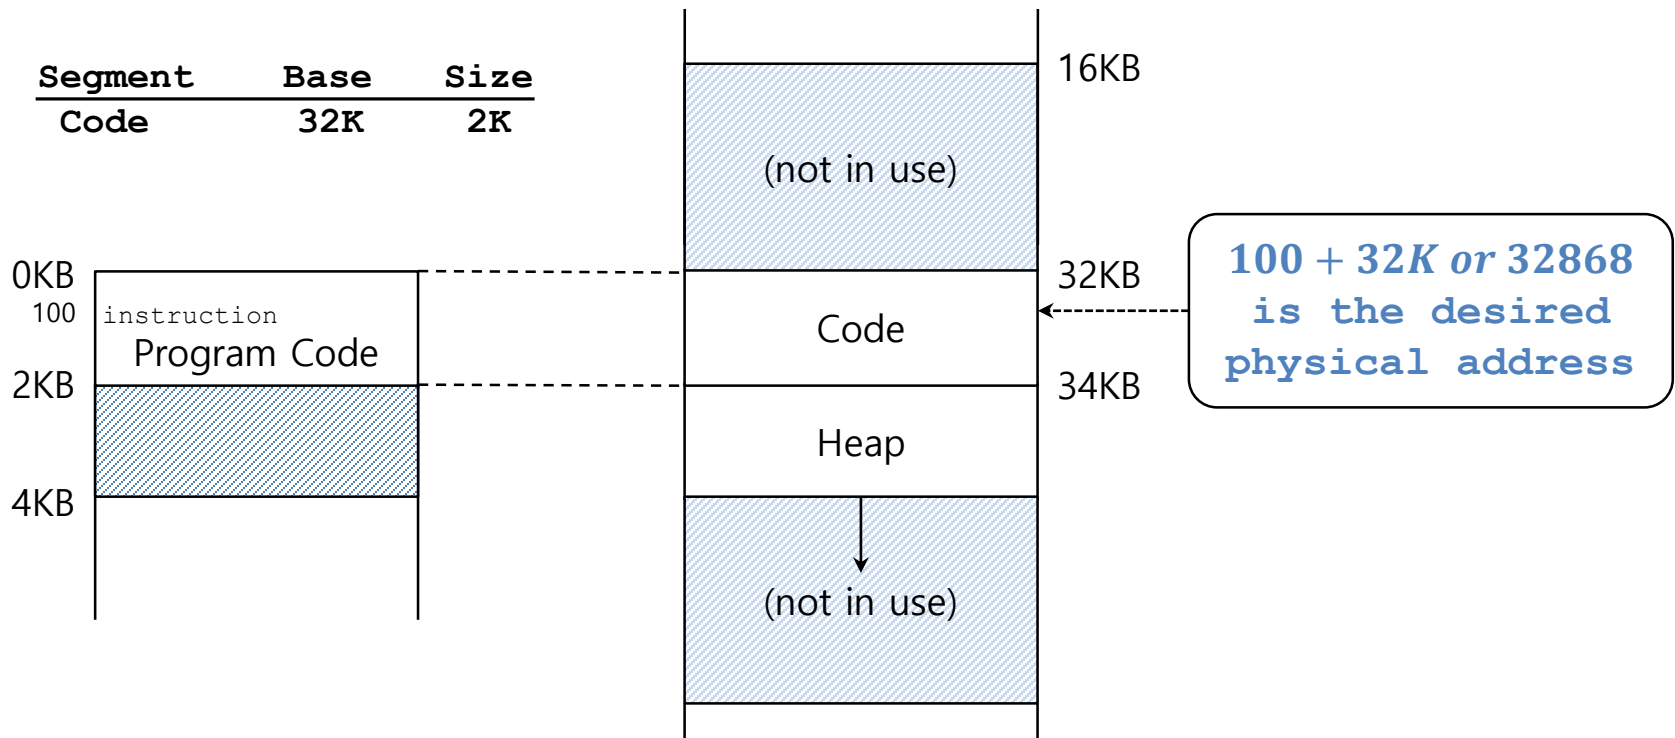 Segment Base Size
Code 32K 2K
0KB
100 instruction
Program Code
2KB
4KB
16KB
(not in use)
32KB
Code
34KB
Heap
(not in use)
100 + 32K or 32868
is the desired
physical address